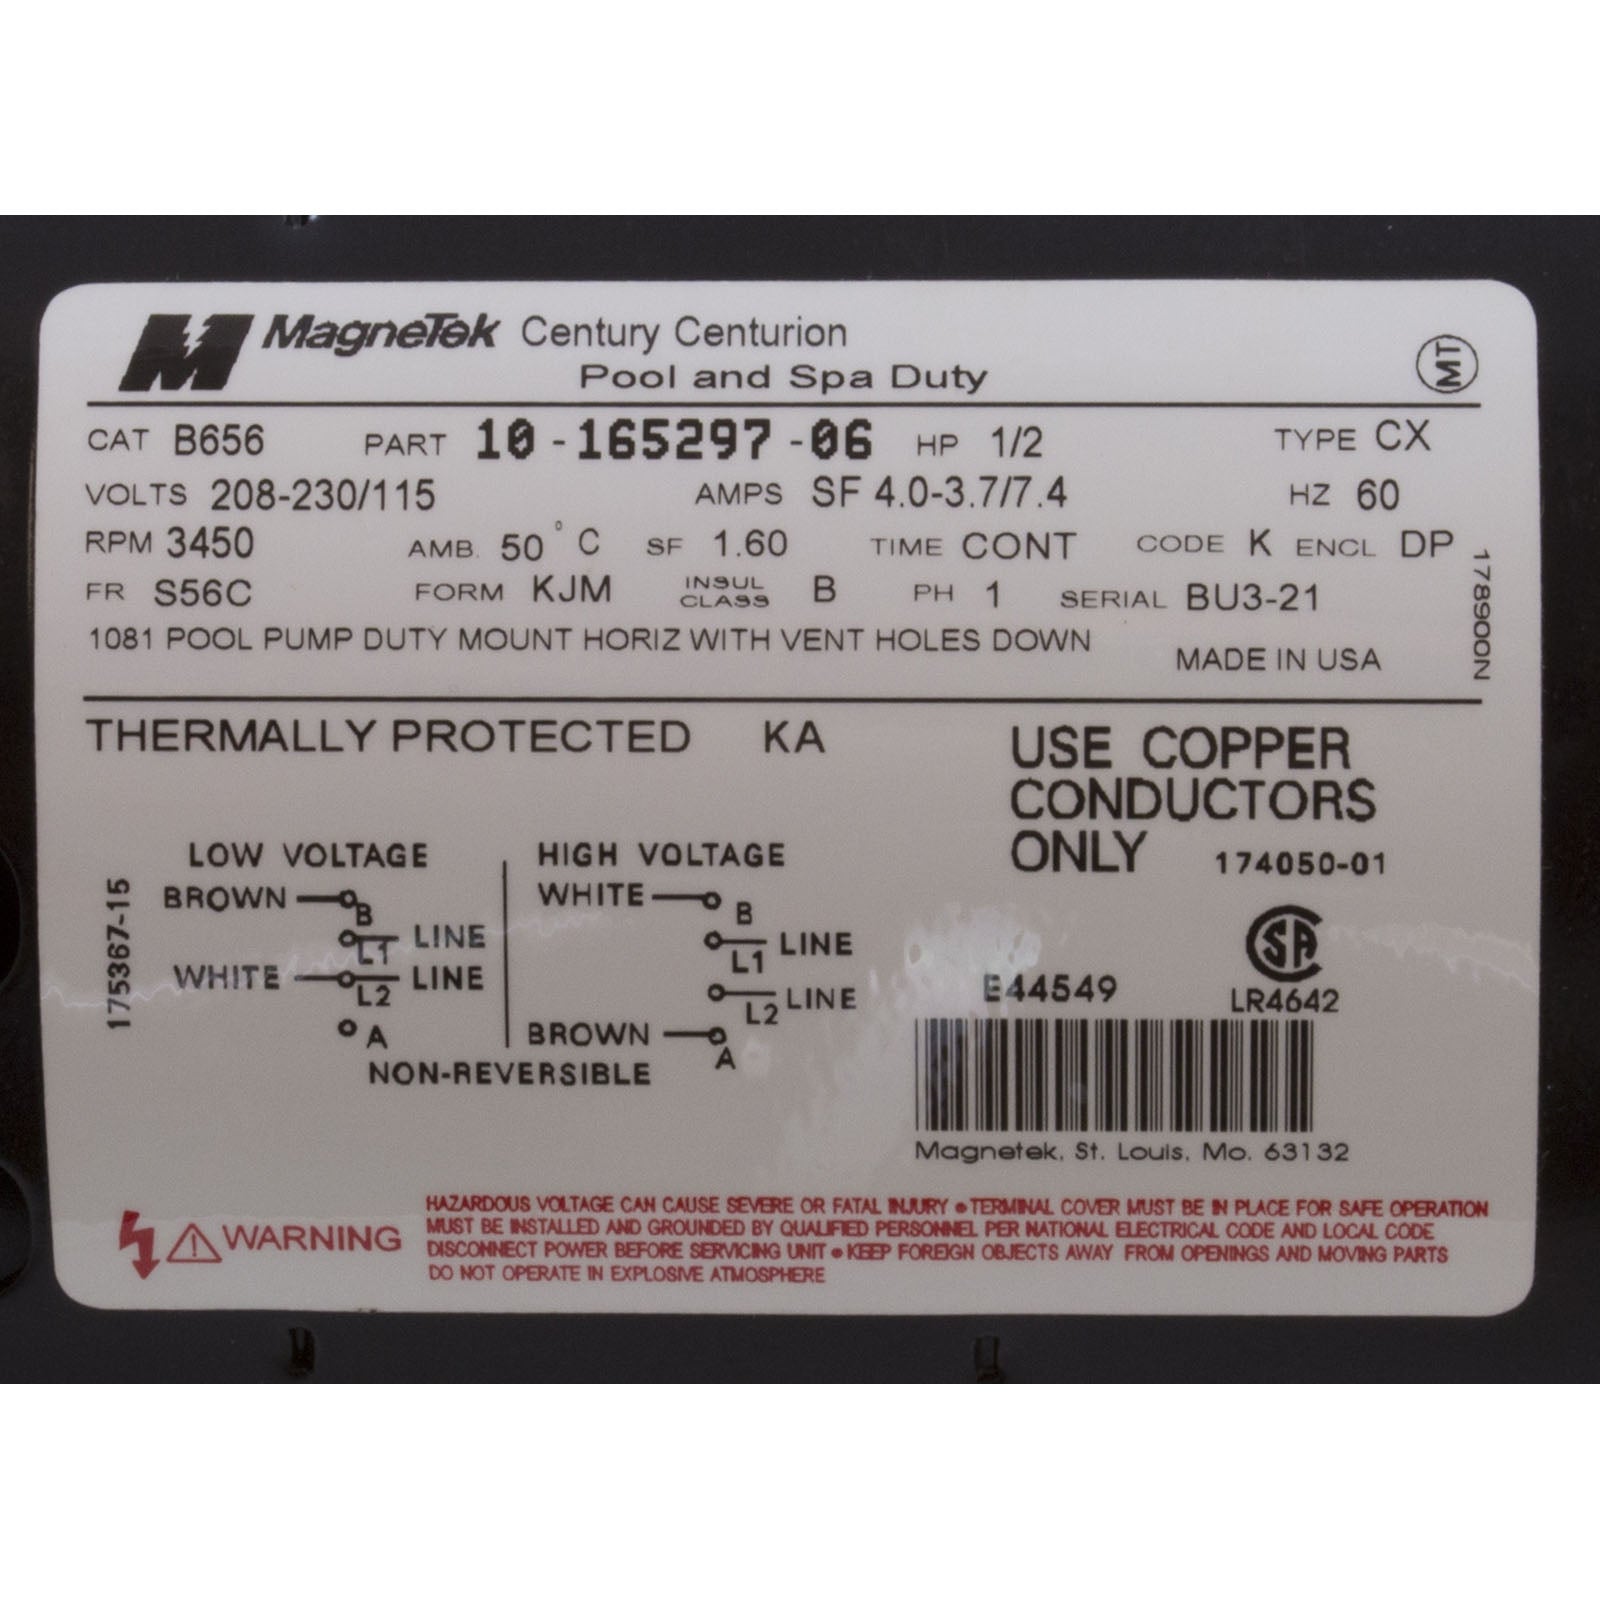 MagneTek Century Centurion
Pool and Spa Duty
MT
CAT B656 PART 10-165297-06 HP 1/2 TYPE CX
VOLTS 208-230/115 AMPS SF 4.0-3.7/7.4 HZ 60
RPM 3450 AMB. 50°C SF 1.60 TIME CONT CODE K ENCL DP
FR S56C FORM KJM INSUL CLASS B PH 1 SERIAL BU3-21
1081 POOL PUMP DUTY MOUNT HORIZ WITH VENT HOLES DOWN
MADE IN USA
178900N
THERMALLY PROTECTED KA
USE COPPER
CONDUCTORS
ONLY 174050-01
175367-15
LOW VOLTAGE
BROWN B
L1 LINE
WHITE L2 LINE
A
HIGH VOLTAGE
WHITE B
L1 LINE
L2 LINE
BROWN A
NON-REVERSIBLE
E44549
SA
LR4642
Magnetek, St. Louis, Mo. 63132
WARNING
HAZARDOUS VOLTAGE CAN CAUSE SEVERE OR FATAL INJURY • TERMINAL COVER MUST BE IN PLACE FOR SAFE OPERATION
MUST BE INSTALLED AND GROUNDED BY QUALIFIED PERSONNEL PER NATIONAL ELECTRICAL CODE AND LOCAL CODE
DISCONNECT POWER BEFORE SERVICING UNIT • KEEP FOREIGN OBJECTS AWAY FROM OPENINGS AND MOVING PARTS
DO NOT OPERATE IN EXPLOSIVE ATMOSPHERE